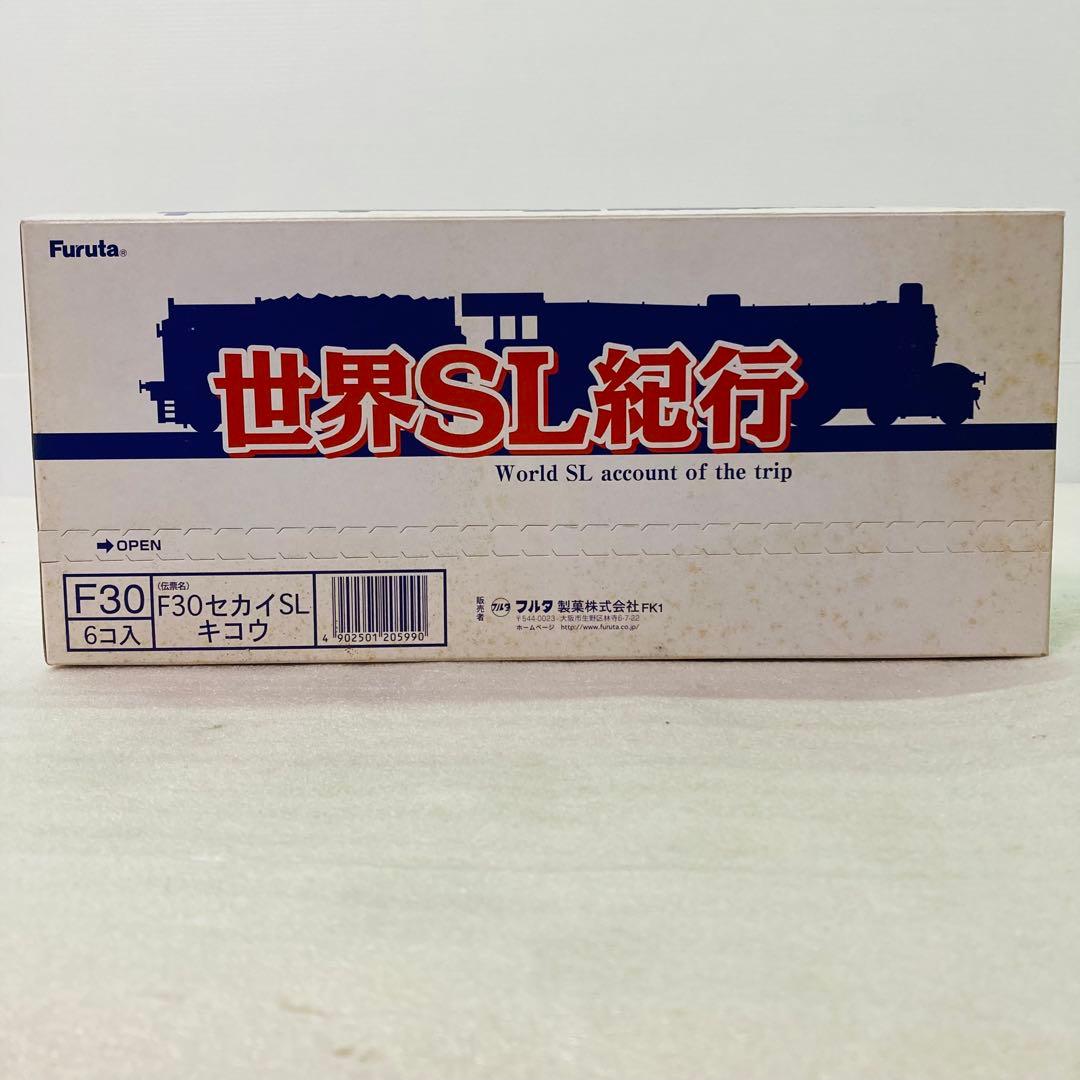 Furuta®
世界SL紀行
World SL account of the trip
➡OPEN
F30
6コ入
(伝票名)
F30セカイSL
キコウ
4 902501 205990
販売者 フルタ フルタ製菓株式会社 FK1
〒544-0023 大阪市生野区林寺6-7-22
ホームページ http://www.furuta.co.jp/